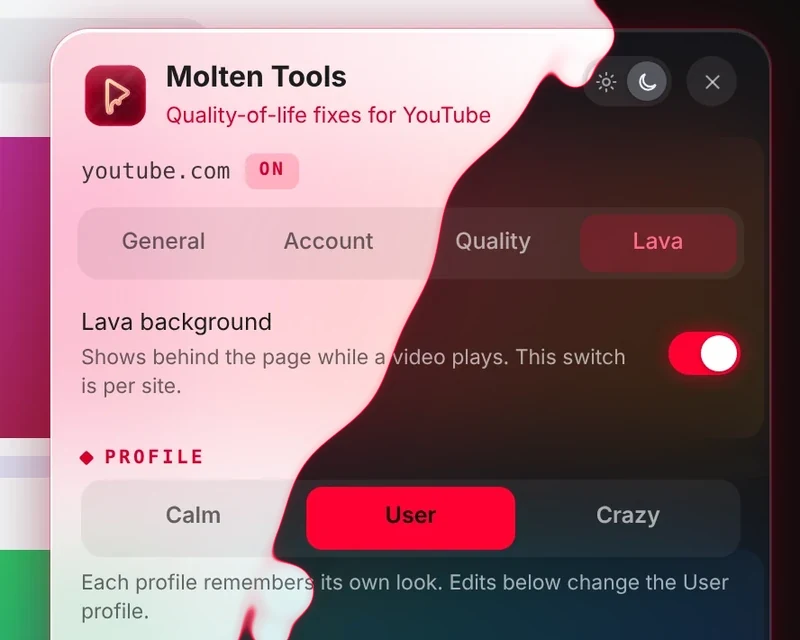 Molten Tools
Quality-of-life fixes for YouTube
youtube.com ON
General Account Quality Lava
Lava background
Shows behind the page while a video plays. This switch
is per site.
PROFILE
Calm User Crazy
Each profile remembers its own look. Edits below change the User
profile.